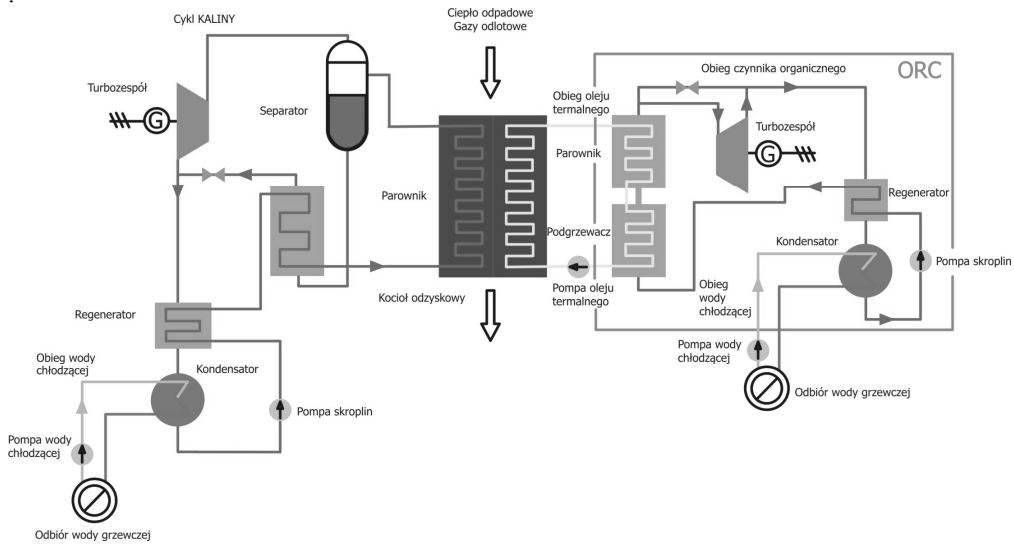 Cykl KALINY
Ciepło odpadowe
Gazy odlotowe
Turbozespół
G
Separator
Parownik
Kocioł odzyskowy
Regenerator
Obieg wody
chłodzącej
Kondensator
Pompa skroplin
Pompa wody
chłodzącej
Odbiór wody grzewczej
ORC
Obieg czynnika organicznego
Obieg oleju
termalnego
Parownik
Turbozespół
G
Podgrzewacz
Pompa oleju
termalnego
Regenerator
Kondensator
Pompa skroplin
Obieg
wody
chłodzącej
Pompa wody
chłodzącej
Odbiór wody grzewczej